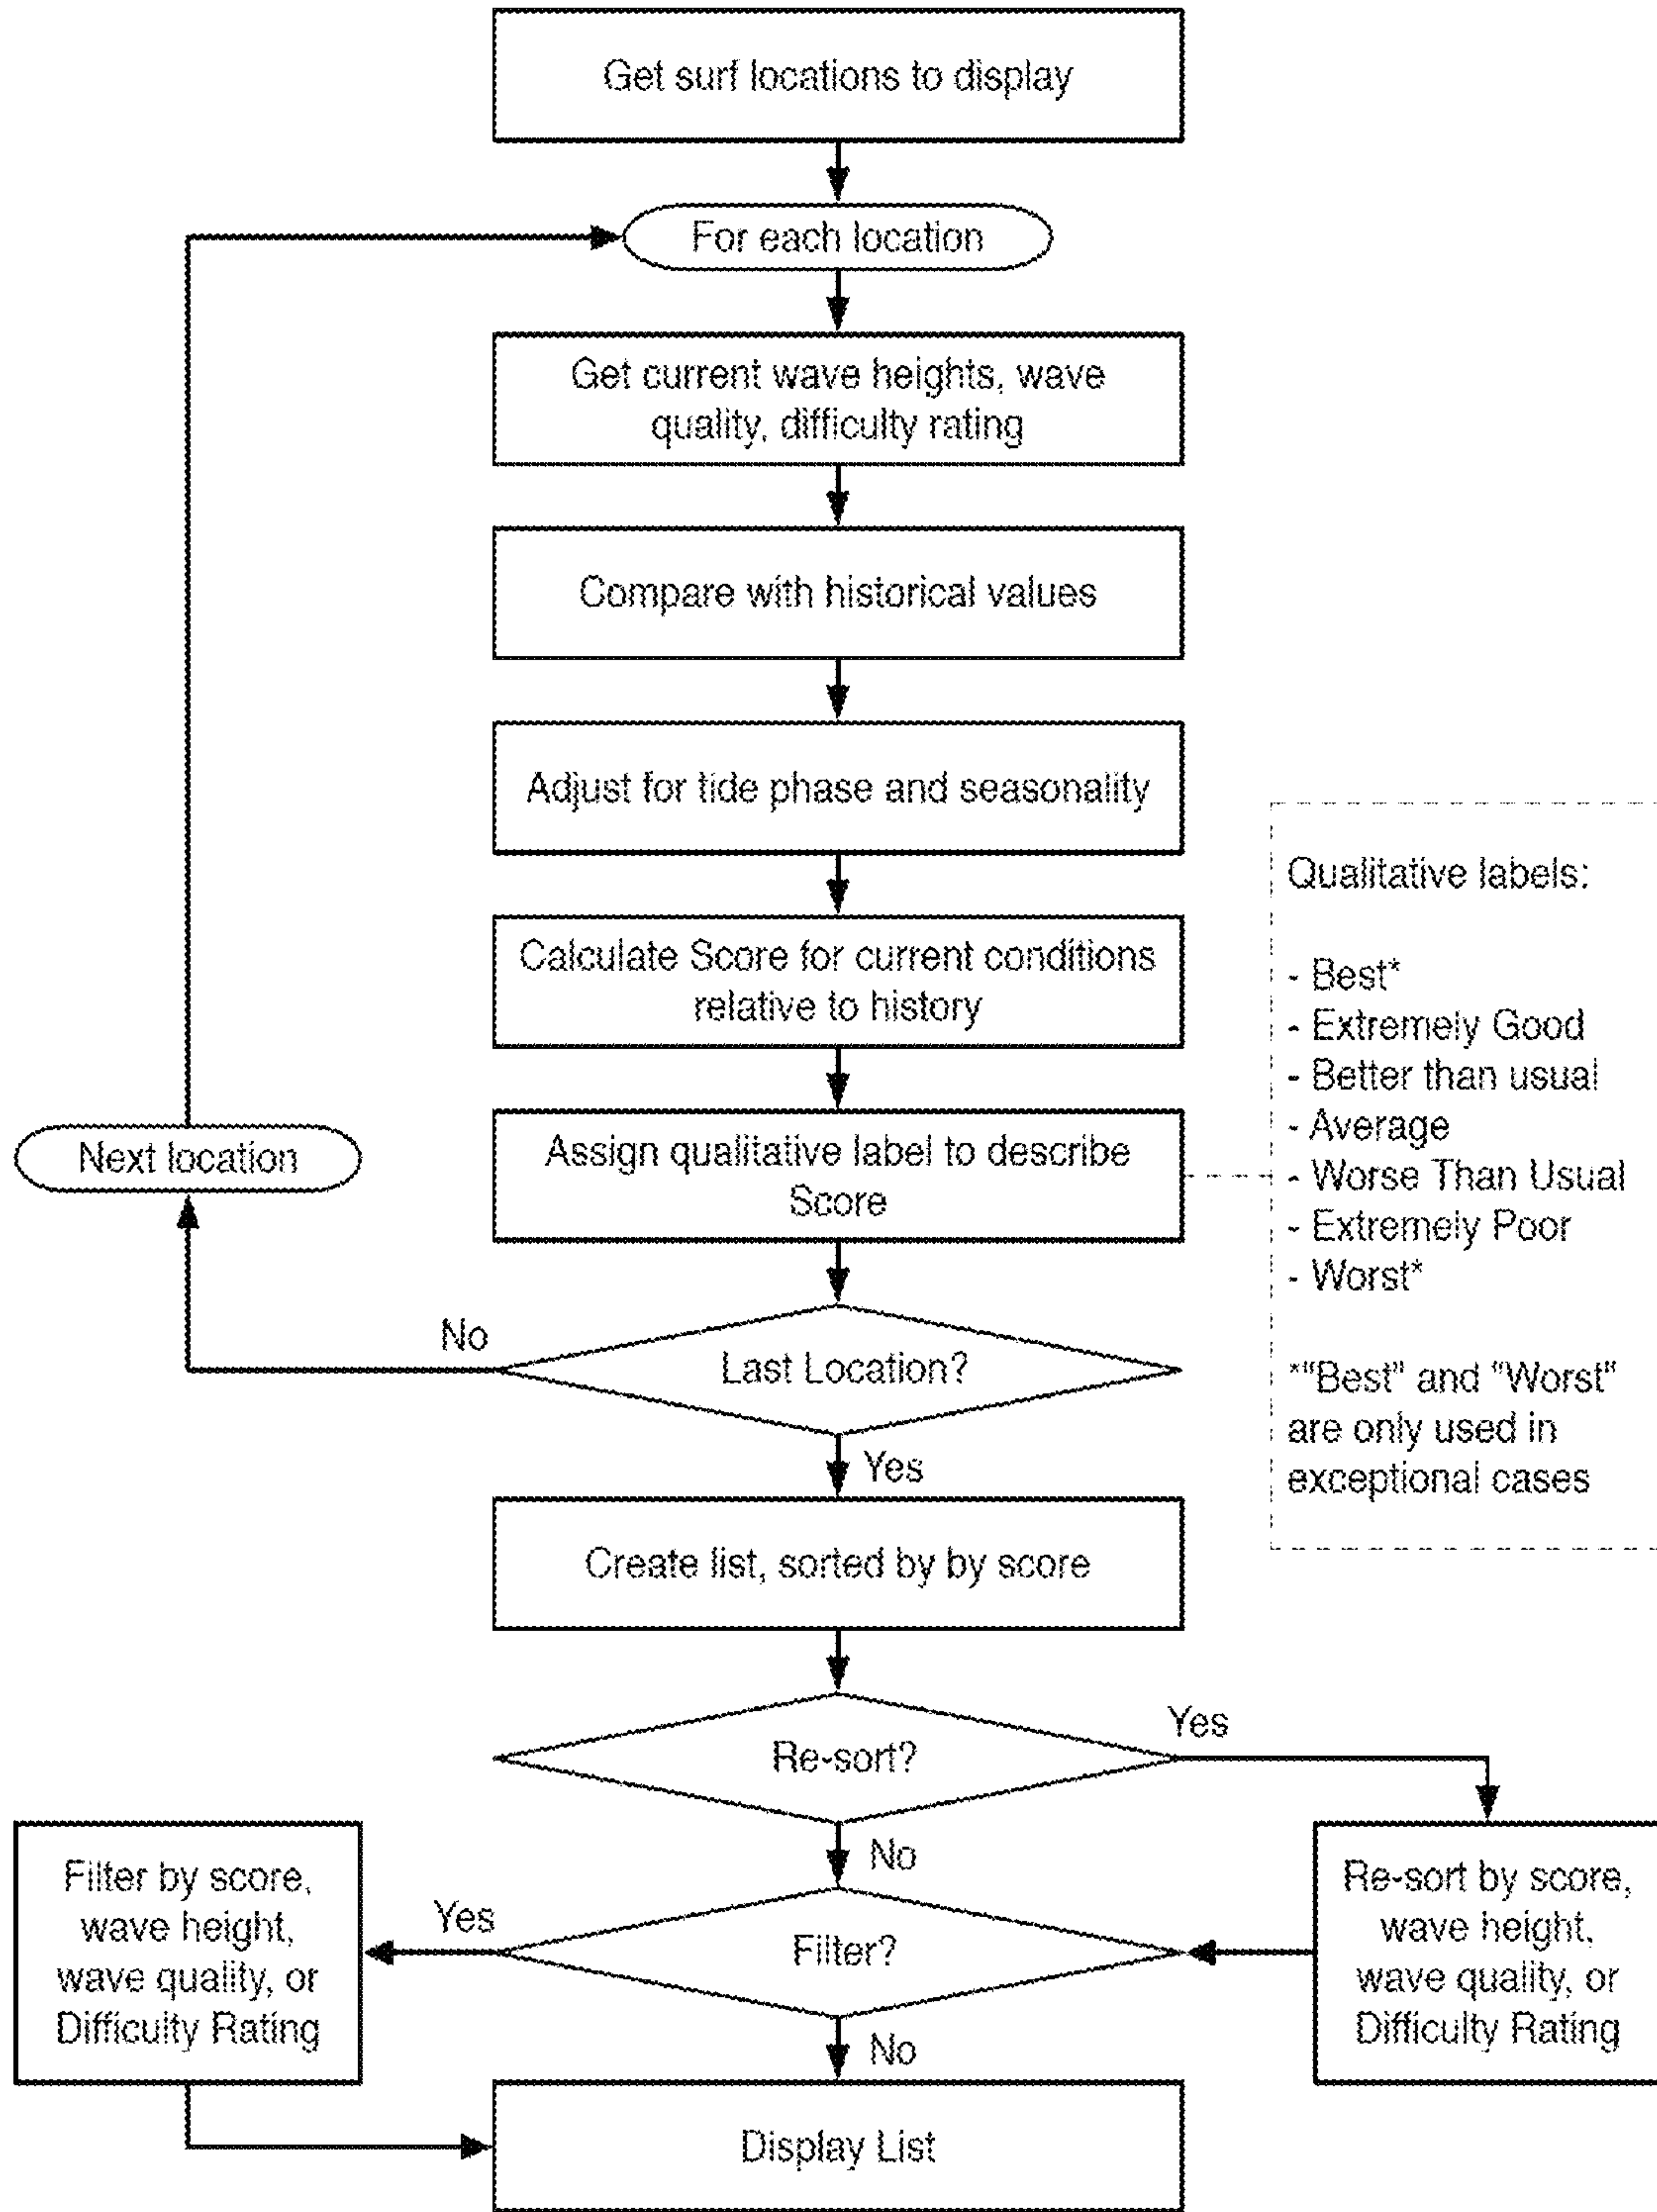 Get surf locations to display
For each location
Get current wave heights, wave
quality, difficulty rating
Compare with historical values
Adjust for tide phase and seasonality
Calculate Score for current conditions
relative to history
Assign qualitative label to describe
Score
Next location
Qualitative labels:
- Best*
- Extremely Good
- Better than usual
- Average
- Worse Than Usual
- Extremely Poor
- Worst*
*"Best" and "Worst"
are only used in
exceptional cases
No
Last Location?
Yes
Create list, sorted by by score
Re-sort?
Yes
No
Filter by score,
wave height,
wave quality, or
Difficulty Rating
Yes
Filter?
Re-sort by score,
wave height,
wave quality, or
Difficulty Rating
No
Display List